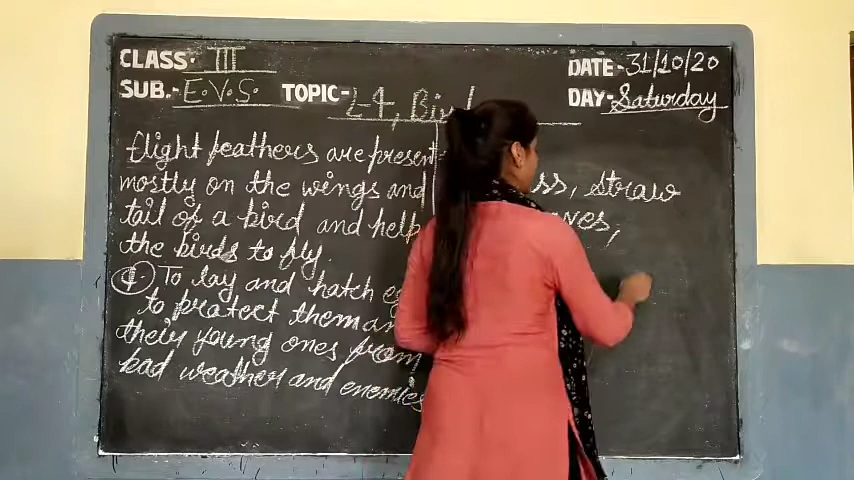 CLASS- III
SUB.- E.V.S.
TOPIC- L-4,
DATE- 31/10/20
DAY- Saturday
flight feathers are present
mostly on the wings and
tail of a bird and help
the birds to fly.
④ To lay and hatch
to protect them
their young ones from
bad weather and enemies
straw